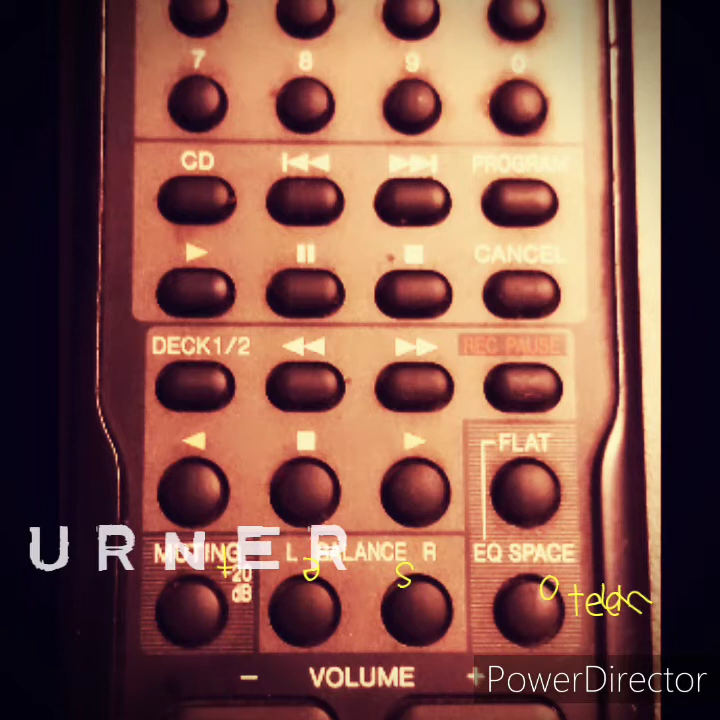 7 8 9 0
CD PROGRAM
CANCEL
DECK1/2 REC PAUSE
FLAT
URNER
MUTING L BALANCE R EQ SPACE
+20
dB
VOLUME
PowerDirector